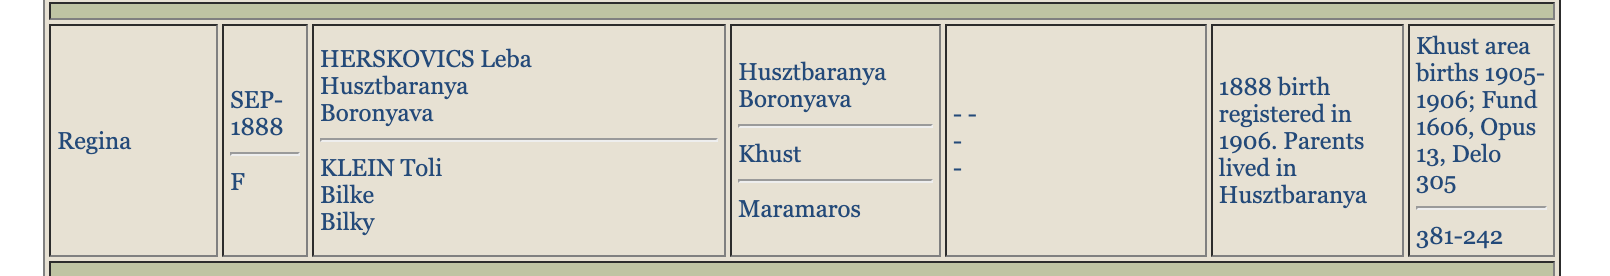 Regina
SEP-
1888
F
HERSKOVICS Leba
Husztbaranya
Boronyava
KLEIN Toli
Bilke
Bilky
Husztbaranya
Boronyava
Khust
Maramaros
- -
-
-
1888 birth
registered in
1906. Parents
lived in
Husztbaranya
Khust area
births 1905-
1906; Fund
1606, Opus
13, Delo
305
381-242